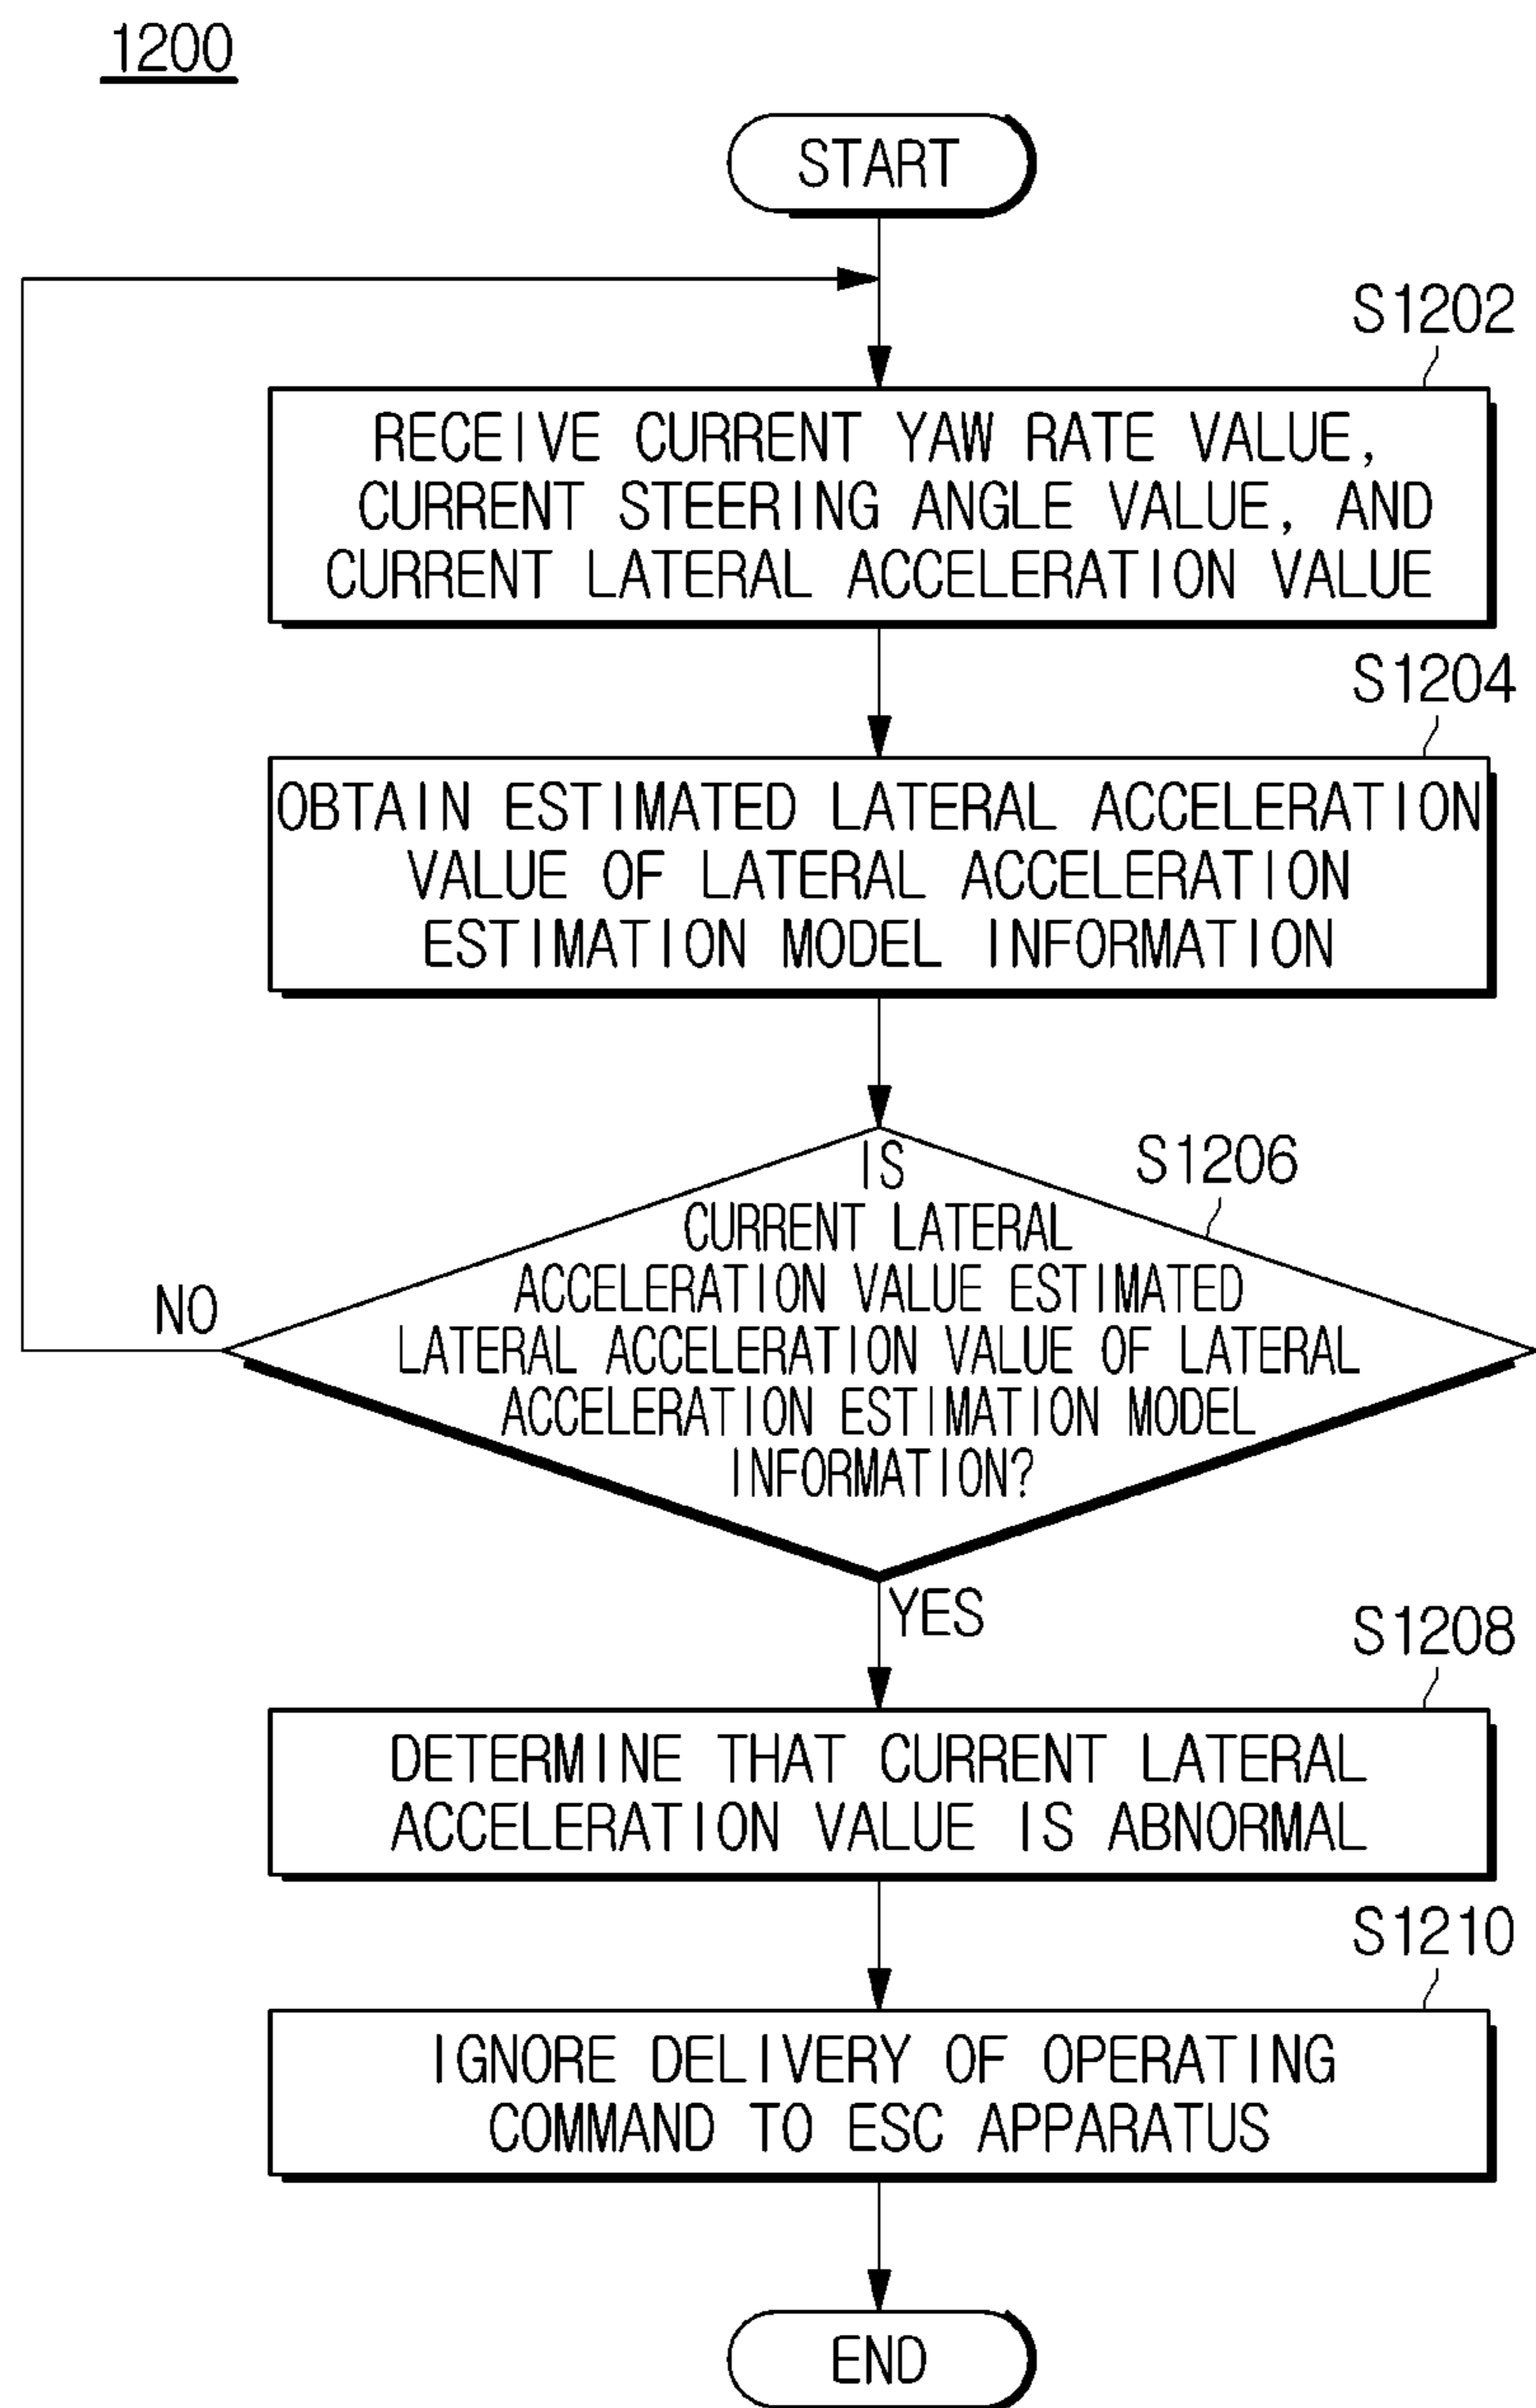 1200
START
S1202
RECEIVE CURRENT YAW RATE VALUE,
CURRENT STEERING ANGLE VALUE, AND
CURRENT LATERAL ACCELERATION VALUE
S1204
OBTAIN ESTIMATED LATERAL ACCELERATION
VALUE OF LATERAL ACCELERATION
ESTIMATION MODEL INFORMATION
S1206
IS
CURRENT LATERAL
ACCELERATION VALUE ESTIMATED
LATERAL ACCELERATION VALUE OF LATERAL
ACCELERATION ESTIMATION MODEL
INFORMATION?
NO
YES
S1208
DETERMINE THAT CURRENT LATERAL
ACCELERATION VALUE IS ABNORMAL
S1210
IGNORE DELIVERY OF OPERATING
COMMAND TO ESC APPARATUS
END